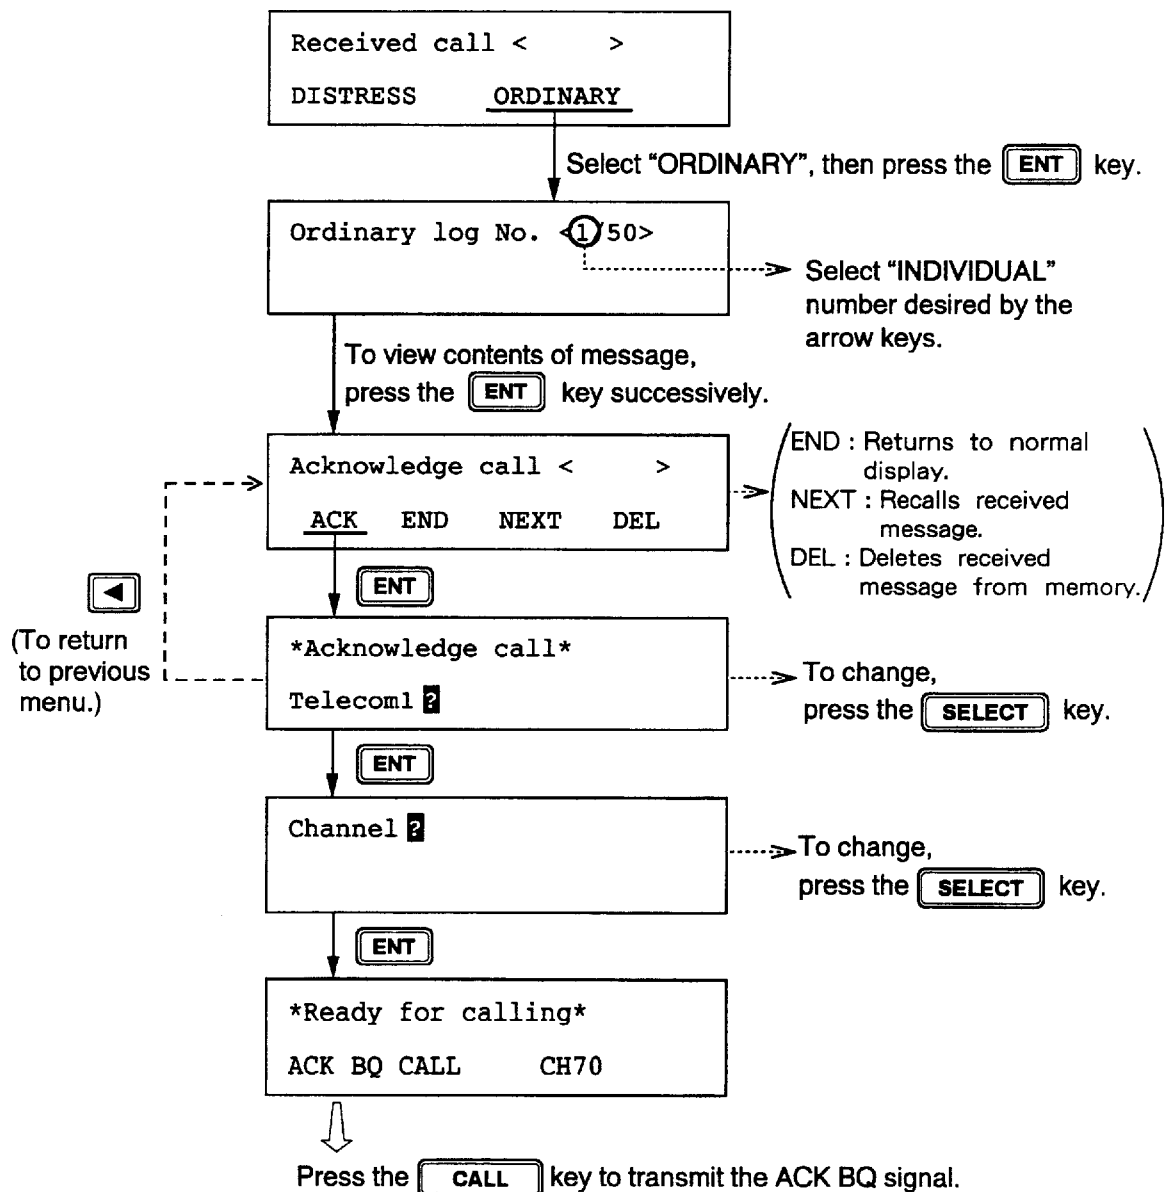 Received call <      >
DISTRESS     ORDINARY
Select “ORDINARY”, then press the ENT key.
Ordinary log No. <1/50>
Select “INDIVIDUAL”
number desired by the
arrow keys.
To view contents of message,
press the ENT key successively.
Acknowledge call <      >
ACK   END   NEXT   DEL
END : Returns to normal
display.
NEXT : Recalls received
message.
DEL : Deletes received
message from memory.
ENT
◄
(To return
to previous
menu.)
*Acknowledge call*
Telecom1 ?
To change,
press the SELECT key.
ENT
Channel ?
To change,
press the SELECT key.
ENT
*Ready for calling*
ACK BQ CALL     CH70
Press the CALL key to transmit the ACK BQ signal.